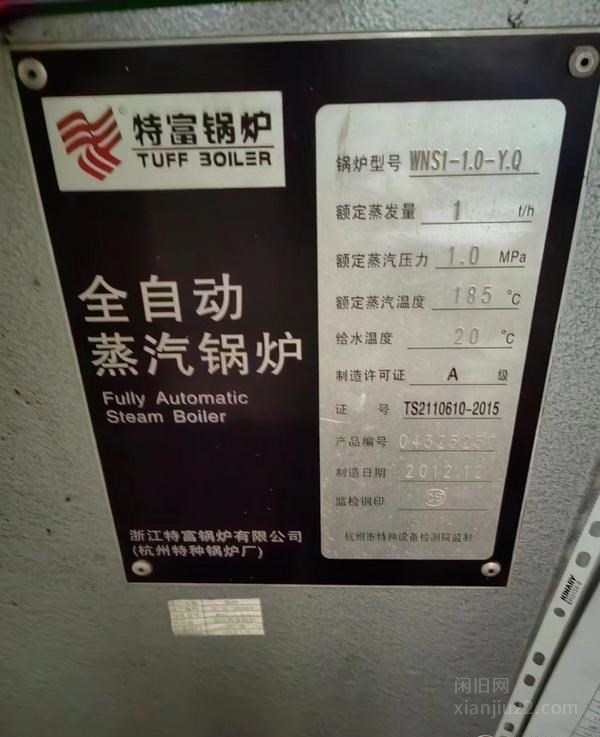 特富锅炉
®
TUFF BOILER
全自动
蒸汽锅炉
Fully Automatic
Steam Boiler
浙江特富锅炉有限公司
(杭州特种锅炉厂)
锅炉型号 WNS1-1.0-Y.Q
额定蒸发量 1 t/h
额定蒸汽压力 1.0 MPa
额定蒸汽温度 185 ℃
给水温度 20 ℃
制造许可证 A 级
证 号 TS2110610-2015
产品编号
制造日期 2012.12
监检钢印
杭州市特种设备检测院监制
KINARY
闲旧网
xianjiu22.com